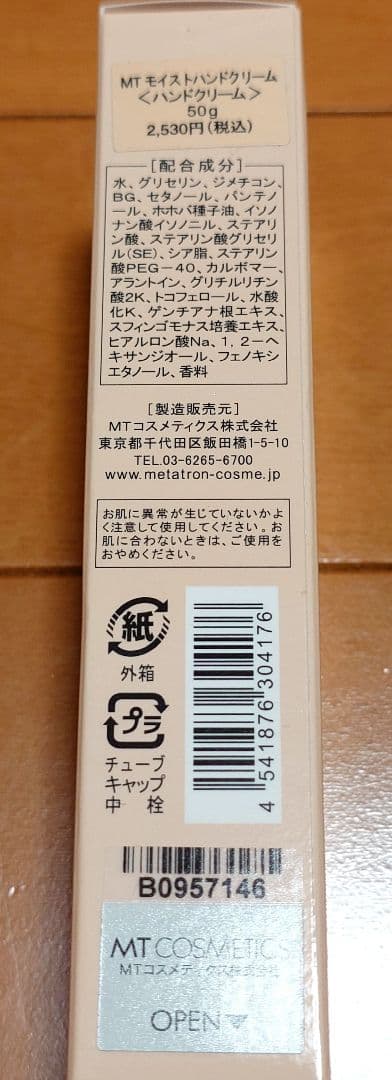 MT モイストハンドクリーム
＜ハンドクリーム＞
50g
2,530円(税込)
[配合成分]
水、グリセリン、ジメチコン、
BG、セタノール、パンテノ
ール、ホホバ種子油、イソノ
ナン酸イソノニル、ステアリ
ン酸、ステアリン酸グリセリ
ル(SE)、シア脂、ステアリン
酸PEG－40、カルボマー、
アラントイン、グリチルリチン
酸2K、トコフェロール、水酸
化K、ゲンチアナ根エキス、
スフィンゴモナス培養エキス、
ヒアルロン酸Na、1，2－ヘ
キサンジオール、フェノキシ
エタノール、香料
[製造販売元]
MTコスメティクス株式会社
東京都千代田区飯田橋1-5-10
TEL.03-6265-6700
www.metatron-cosme.jp
お肌に異常が生じていないかよ
く注意して使用してください。お
肌に合わないときは、ご使用を
おやめください。
紙
外箱
プラ
チューブ
キャップ
中 栓
4 541876 304176
B0957146
MT COSMETICS
MTコスメティクス株式会社
OPEN